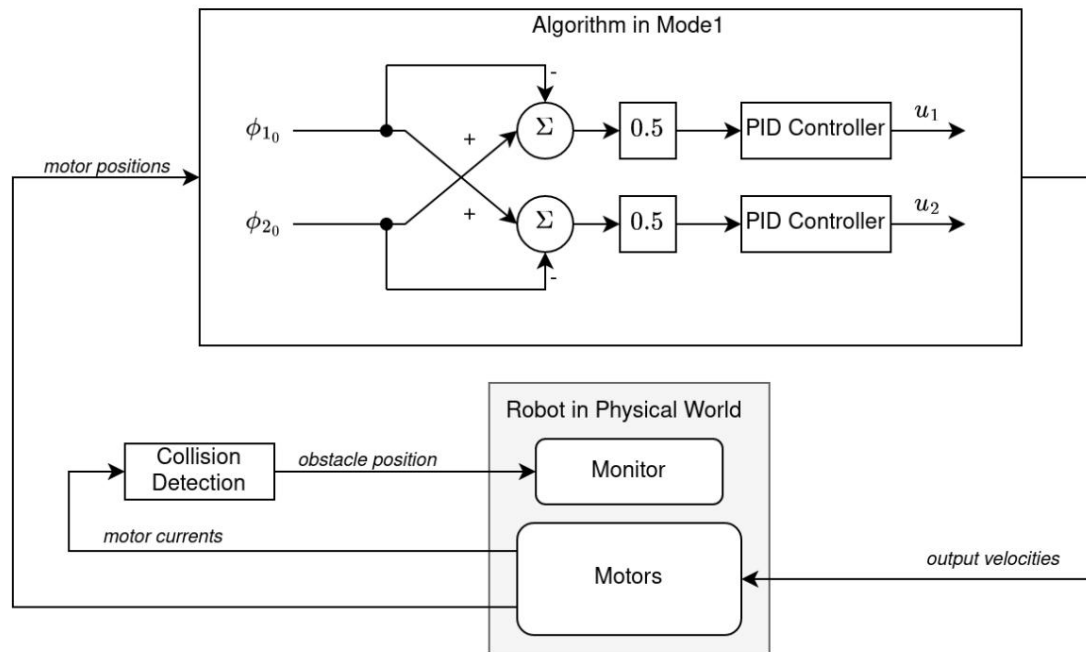 Algorithm in Mode1
-
ϕ₁₀
+
Σ
0.5
PID Controller
u₁
motor positions
ϕ₂₀
+
Σ
0.5
PID Controller
u₂
-
Robot in Physical World
Collision
Detection
obstacle position
Monitor
motor currents
Motors
output velocities